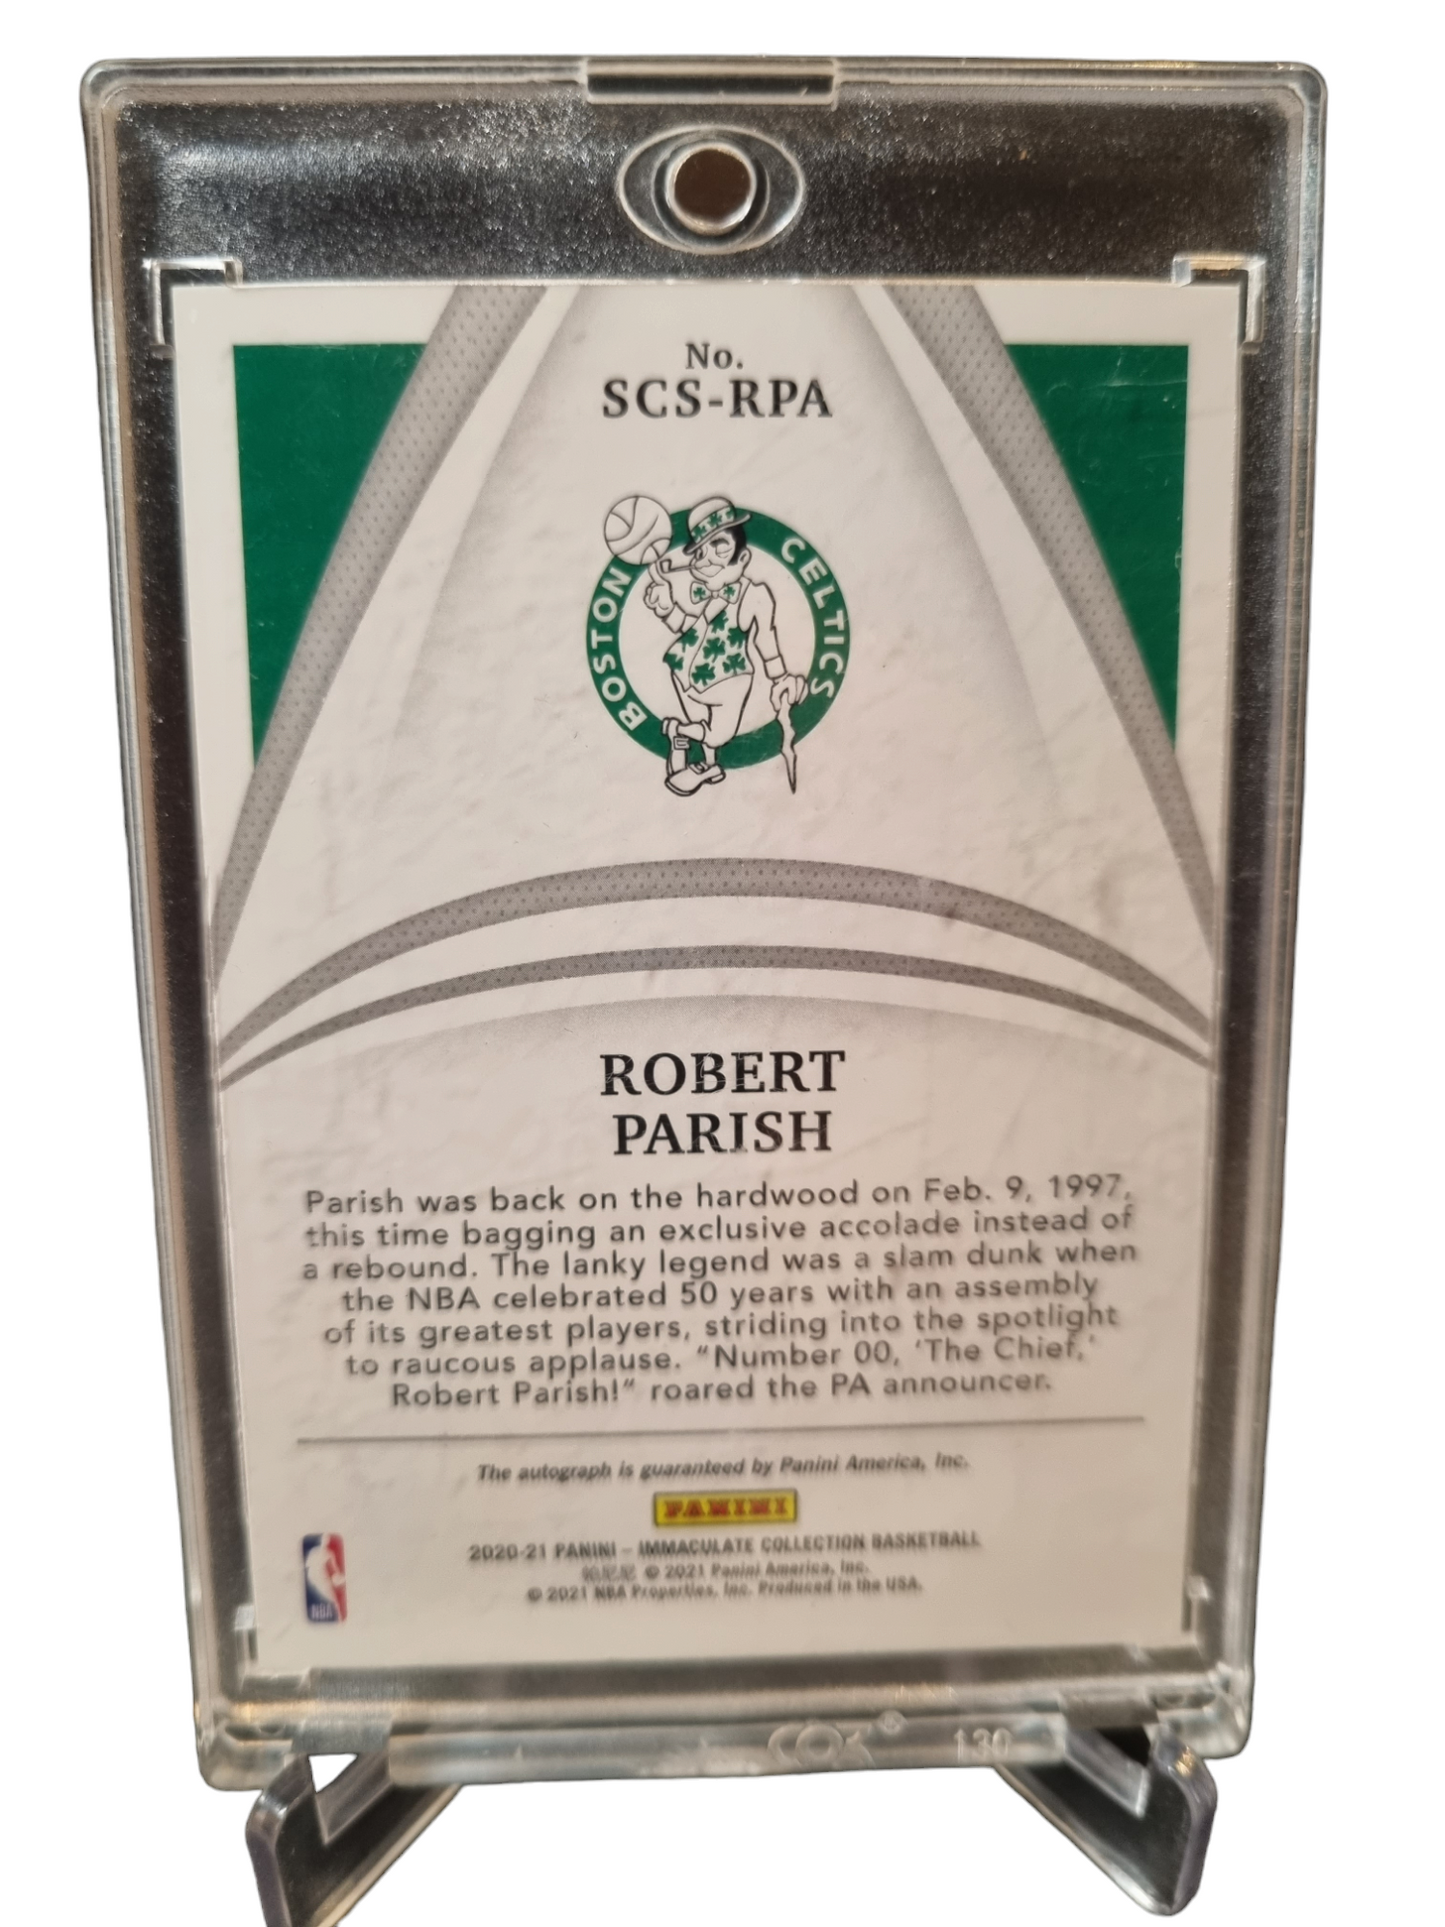 No.
SCS-RPA
BOSTON CELTICS
ROBERT
PARISH
Parish was back on the hardwood on Feb. 9, 1997,
this time bagging an exclusive accolade instead of
a rebound. The lanky legend was a slam dunk when
the NBA celebrated 50 years with an assembly
of its greatest players, striding into the spotlight
to raucous applause. “Number 00, ‘The Chief,’
Robert Parish!“ roared the PA announcer.
The autograph is guaranteed by Panini America, Inc.
PANINI
2020-21 PANINI – IMMACULATE COLLECTION BASKETBALL
© 2021 Panini America, Inc.
© 2021 NBA Properties, Inc. Produced in the USA.
NBA
130